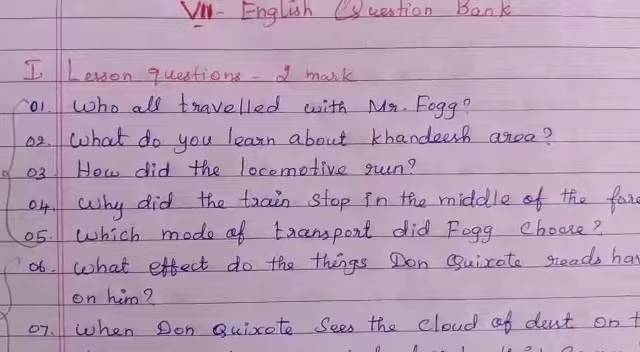 VII - English Question Bank
I Lesson questions - 2 mark
01. Who all travelled with Mr. Fogg?
02. What do you learn about Khandeesh area?
03. How did the locomotive run?
04. Why did the train stop in the middle of the
05. Which mode of transport did Fogg choose?
06. What effect do the things Don Quixote reads
on him?
07. When Don Quixote sees the cloud of dust on